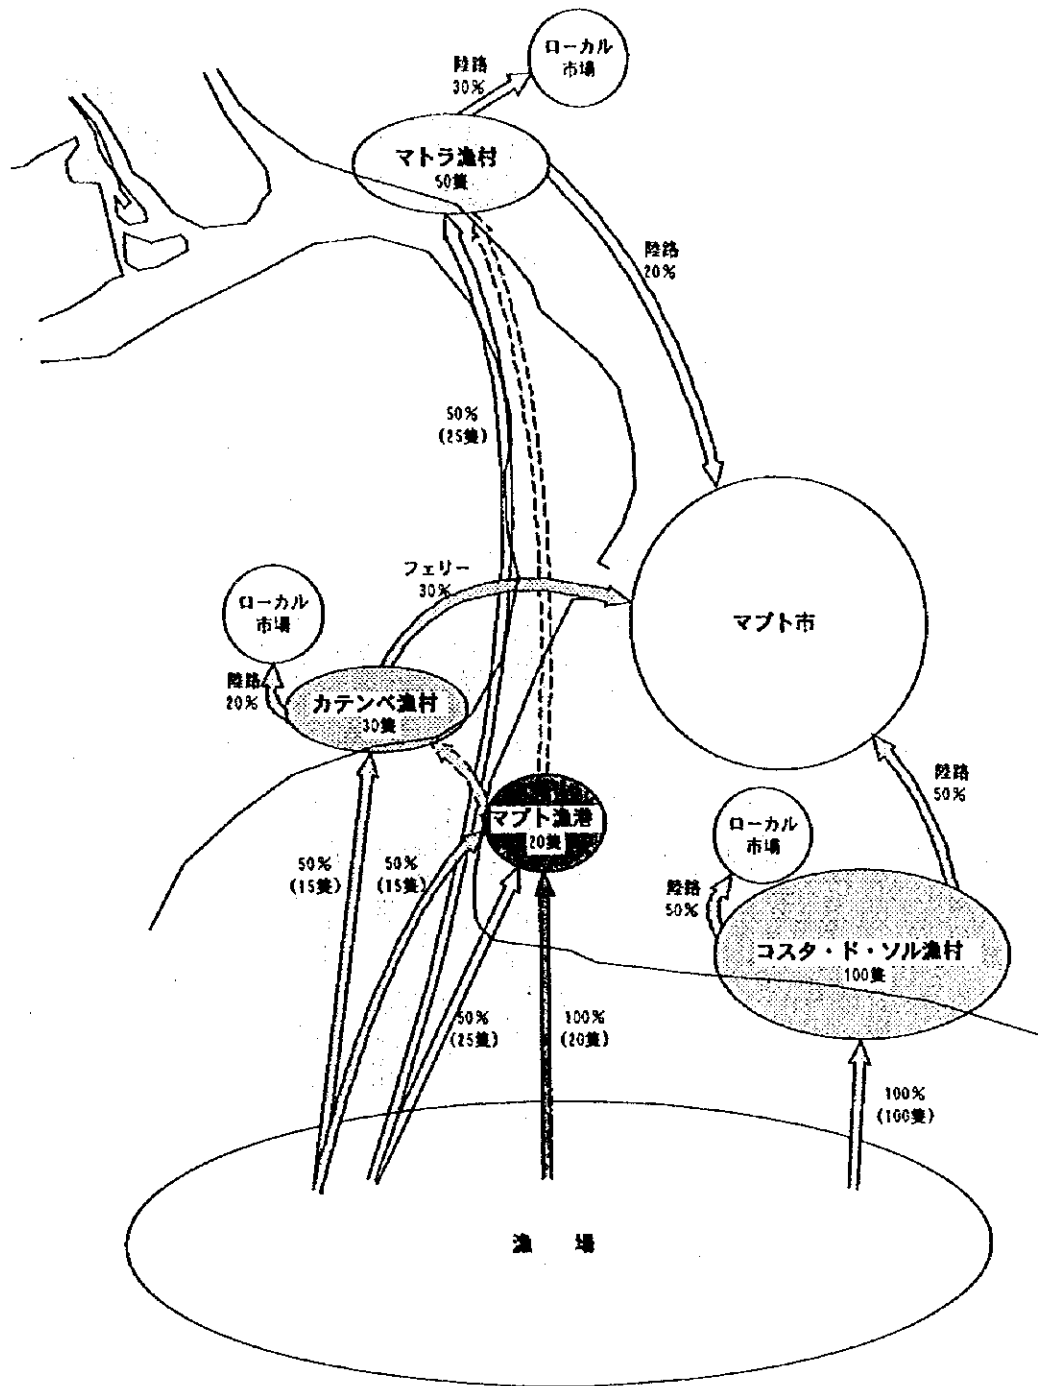 ローカル
市場
陸路
30%
マトラ漁村
50隻
陸路
20%
50%
(25隻)
フェリー
30%
ローカル
市場
陸路
20%
カテンベ漁村
30隻
マプト市
陸路
50%
マプト漁港
20隻
ローカル
市場
陸路
50%
50%
(15隻)
50%
(15隻)
コスタ・ド・ソル漁村
100隻
50%
(25隻)
100%
(20隻)
100%
(100隻)
漁 場